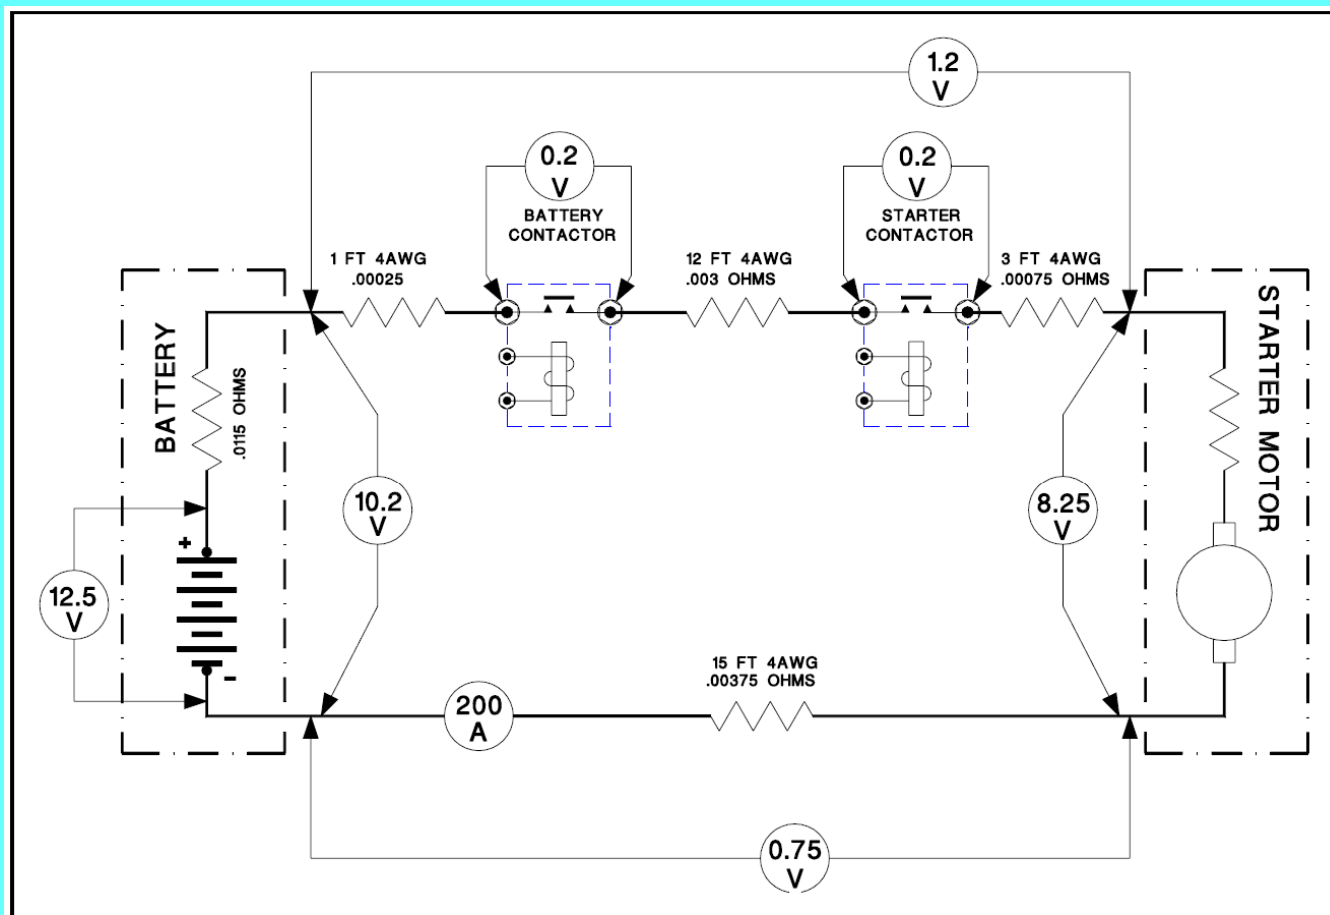 1.2
V
0.2
V
BATTERY
CONTACTOR
0.2
V
STARTER
CONTACTOR
1 FT 4AWG
.00025
12 FT 4AWG
.003 OHMS
3 FT 4AWG
.00075 OHMS
BATTERY
.0115 OHMS
STARTER MOTOR
10.2
V
8.25
V
12.5
V
+
-
15 FT 4AWG
.00375 OHMS
200
A
0.75
V